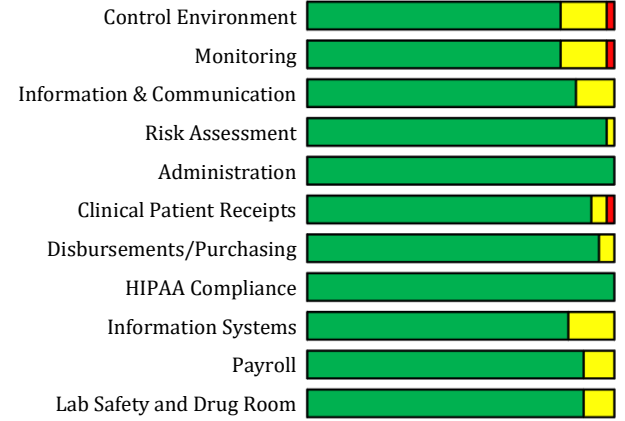 Control Environment
Monitoring
Information & Communication
Risk Assessment
Administration
Clinical Patient Receipts
Disbursements/Purchasing
HIPAA Compliance
Information Systems
Payroll
Lab Safety and Drug Room